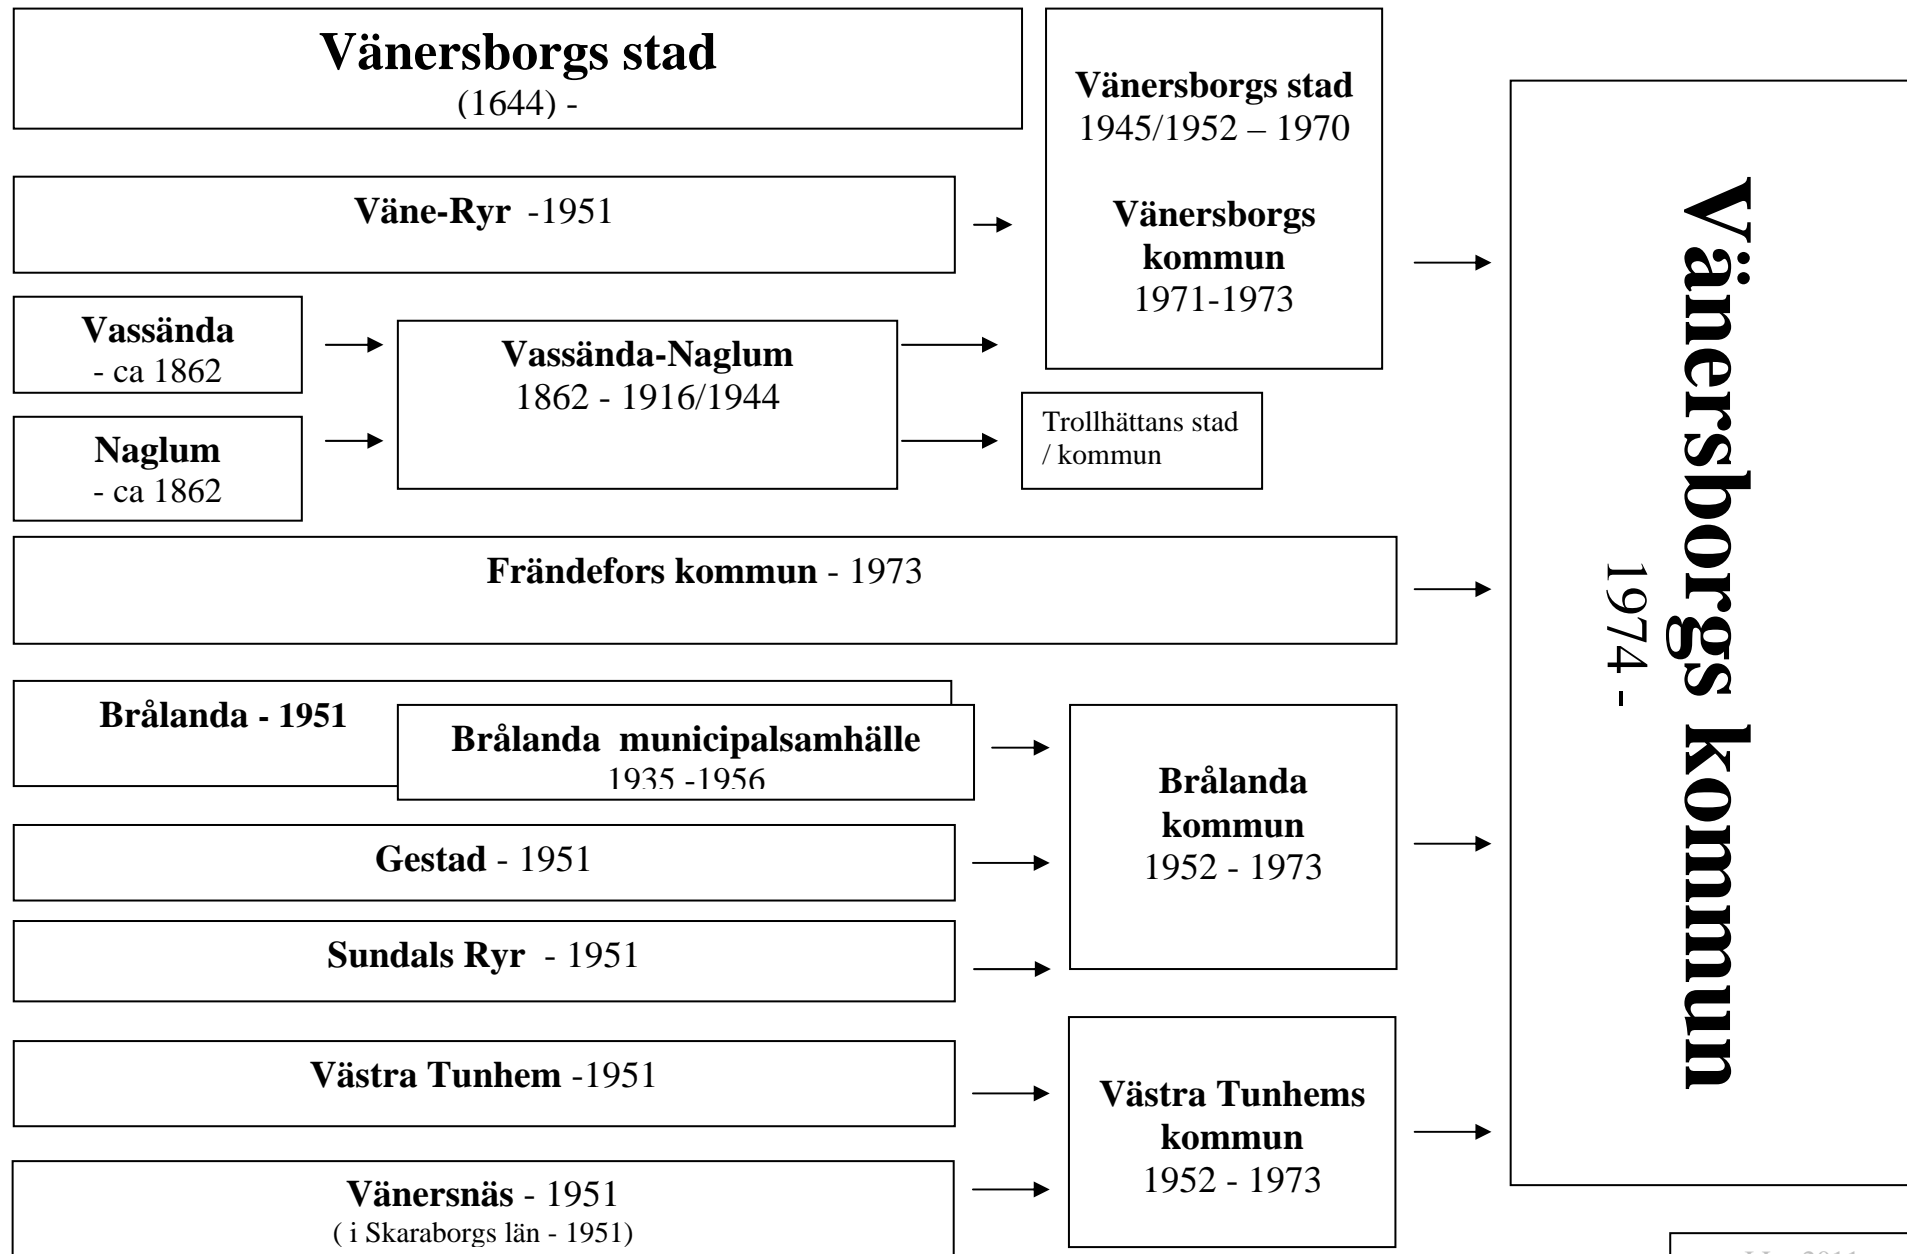 Vänersborgs stad
(1644) -
Vänersborgs stad
1945/1952 – 1970
Vänersborgs
kommun
1971-1973
Väne-Ryr -1951
Vassända
- ca 1862
Naglum
- ca 1862
Vassända-Naglum
1862 - 1916/1944
Trollhättans stad
/ kommun
Frändefors kommun - 1973
Brålanda - 1951
Brålanda municipalsamhälle
1935 -1956
Gestad - 1951
Sundals Ryr - 1951
Brålanda
kommun
1952 - 1973
Västra Tunhem -1951
Vänersnäs - 1951
( i Skaraborgs län - 1951)
Västra Tunhems
kommun
1952 - 1973
Vänersborgs kommun
1974 -